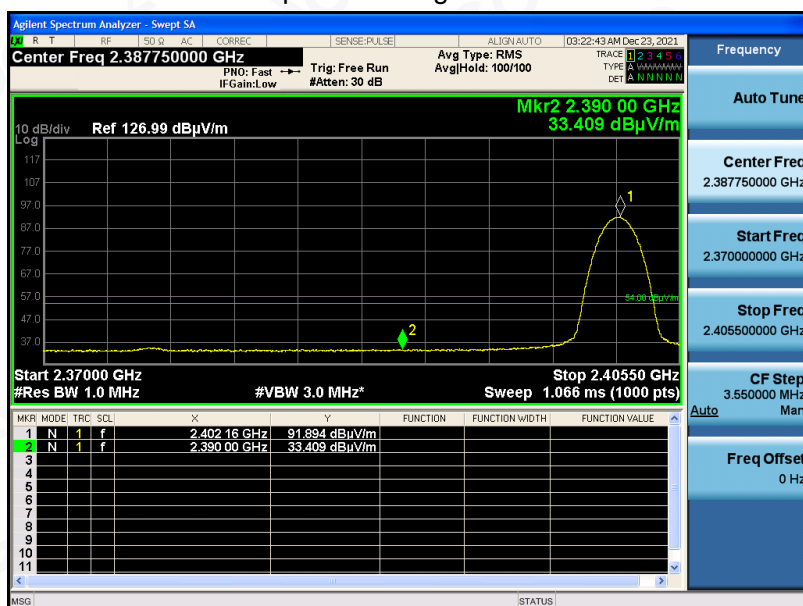 Agilent Spectrum Analyzer - Swept SA
LXI R T RF 50 Ω AC CORREC SENSE:PULSE ALIGN AUTO 03:22:43 AM Dec 23, 2021
Center Freq 2.387750000 GHz
PNO: Fast
IFGain:Low
Trig: Free Run
#Atten: 30 dB
Avg Type: RMS
Avg|Hold: 100/100
TRACE 1 2 3 4 5 6
TYPE A WWWWW
DET A N N N N N
Mkr2 2.390 00 GHz
33.409 dBµV/m
10 dB/div Ref 126.99 dBµV/m
Log
117
107
97.0
87.0
77.0
67.0
57.0
47.0
37.0
1
54.00 dBµV/m
2
Start 2.37000 GHz Stop 2.40550 GHz
#Res BW 1.0 MHz #VBW 3.0 MHz* Sweep 1.066 ms (1000 pts)
MKR MODE TRC SCL X Y FUNCTION FUNCTION WIDTH FUNCTION VALUE
1 N 1 f 2.402 16 GHz 91.894 dBµV/m
2 N 1 f 2.390 00 GHz 33.409 dBµV/m
3
4
5
6
7
8
9
10
11
MSG STATUS
Frequency
Auto Tune
Center Freq
2.387750000 GHz
Start Freq
2.370000000 GHz
Stop Freq
2.405500000 GHz
CF Step
3.550000 MHz
Auto Man
Freq Offset
0 Hz